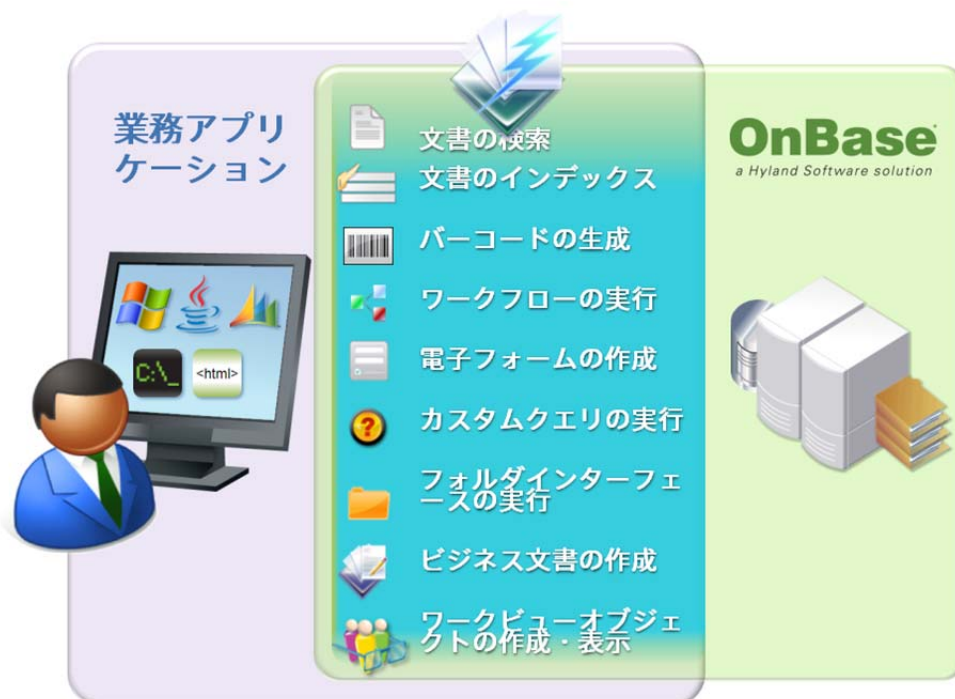 業務アプリ
ケーション
文書の検索
文書のインデックス
バーコードの生成
ワークフローの実行
電子フォームの作成
カスタムクエリの実行
フォルダインターフェ
ースの実行
ビジネス文書の作成
ワークビューオブジェ
クトの作成・表示
C:\_
<html>
OnBase
a Hyland Software solution